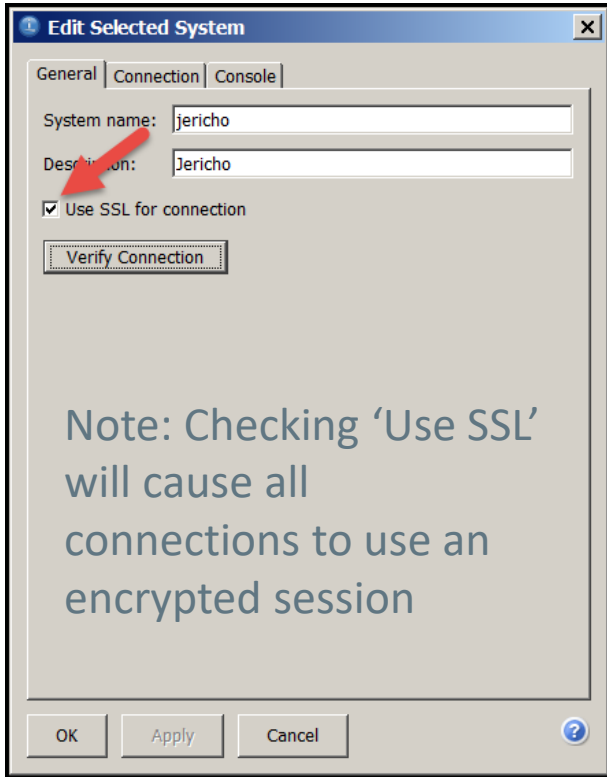 Edit Selected System
General Connection Console
System name: jericho
Description: Jericho
Use SSL for connection
Verify Connection
Note: Checking ‘Use SSL’
will cause all
connections to use an
encrypted session
OK Apply Cancel ?